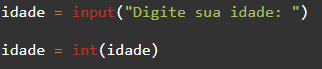 idade = input("Digite sua idade: ")
idade = int(idade)